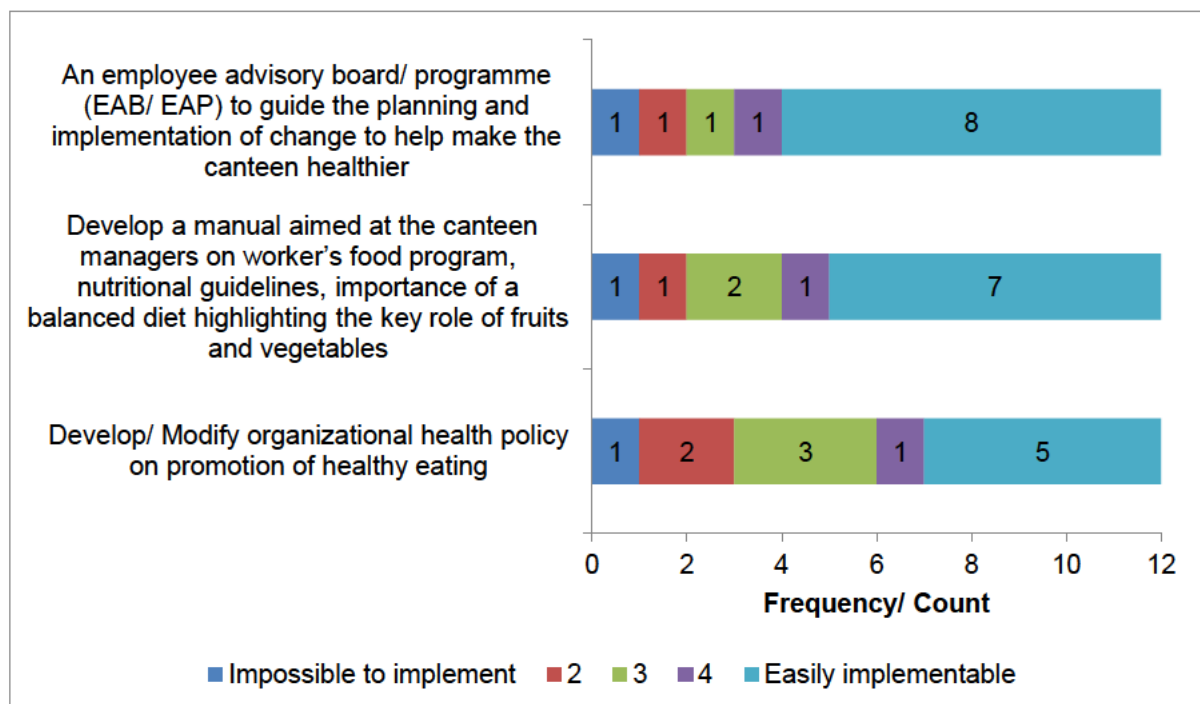 An employee advisory board/ programme
(EAB/ EAP) to guide the planning and
implementation of change to help make the
canteen healthier
1 1 1 1 8
Develop a manual aimed at the canteen
managers on worker’s food program,
nutritional guidelines, importance of a
balanced diet highlighting the key role of fruits
and vegetables
1 1 2 1 7
Develop/ Modify organizational health policy
on promotion of healthy eating
1 2 3 1 5
0 2 4 6 8 10 12
Frequency/ Count
Impossible to implement 2 3 4 Easily implementable